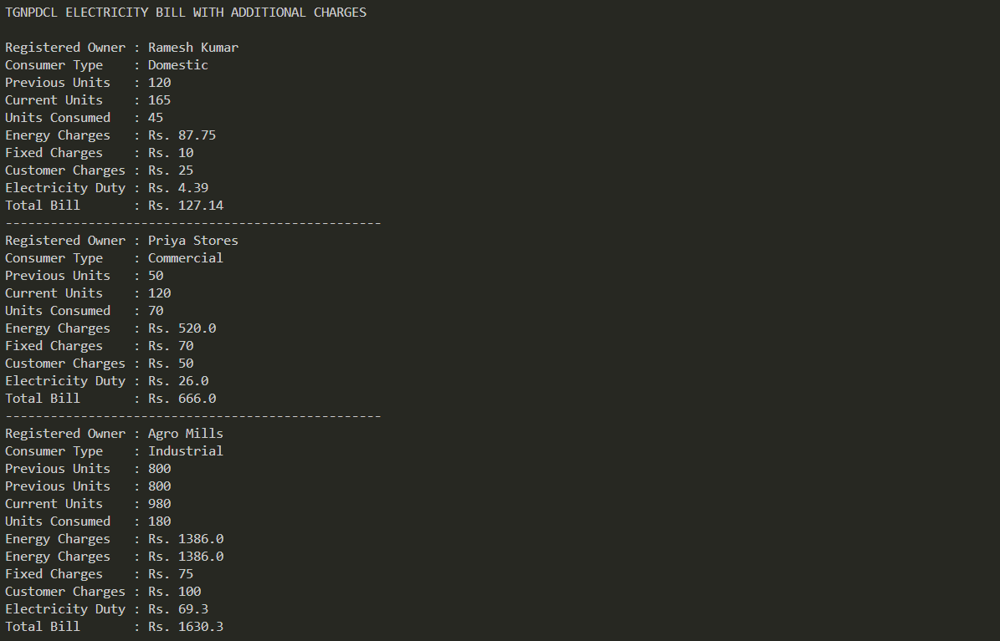 TGNPDCL ELECTRICITY BILL WITH ADDITIONAL CHARGES
Registered Owner : Ramesh Kumar
Consumer Type    : Domestic
Previous Units   : 120
Current Units    : 165
Units Consumed   : 45
Energy Charges   : Rs. 87.75
Fixed Charges    : Rs. 10
Customer Charges : Rs. 25
Electricity Duty : Rs. 4.39
Total Bill       : Rs. 127.14
--------------------------------------------------
Registered Owner : Priya Stores
Consumer Type    : Commercial
Previous Units   : 50
Current Units    : 120
Units Consumed   : 70
Energy Charges   : Rs. 520.0
Fixed Charges    : Rs. 70
Customer Charges : Rs. 50
Electricity Duty : Rs. 26.0
Total Bill       : Rs. 666.0
--------------------------------------------------
Registered Owner : Agro Mills
Consumer Type    : Industrial
Previous Units   : 800
Previous Units   : 800
Current Units    : 980
Units Consumed   : 180
Energy Charges   : Rs. 1386.0
Energy Charges   : Rs. 1386.0
Fixed Charges    : Rs. 75
Customer Charges : Rs. 100
Electricity Duty : Rs. 69.3
Total Bill       : Rs. 1630.3